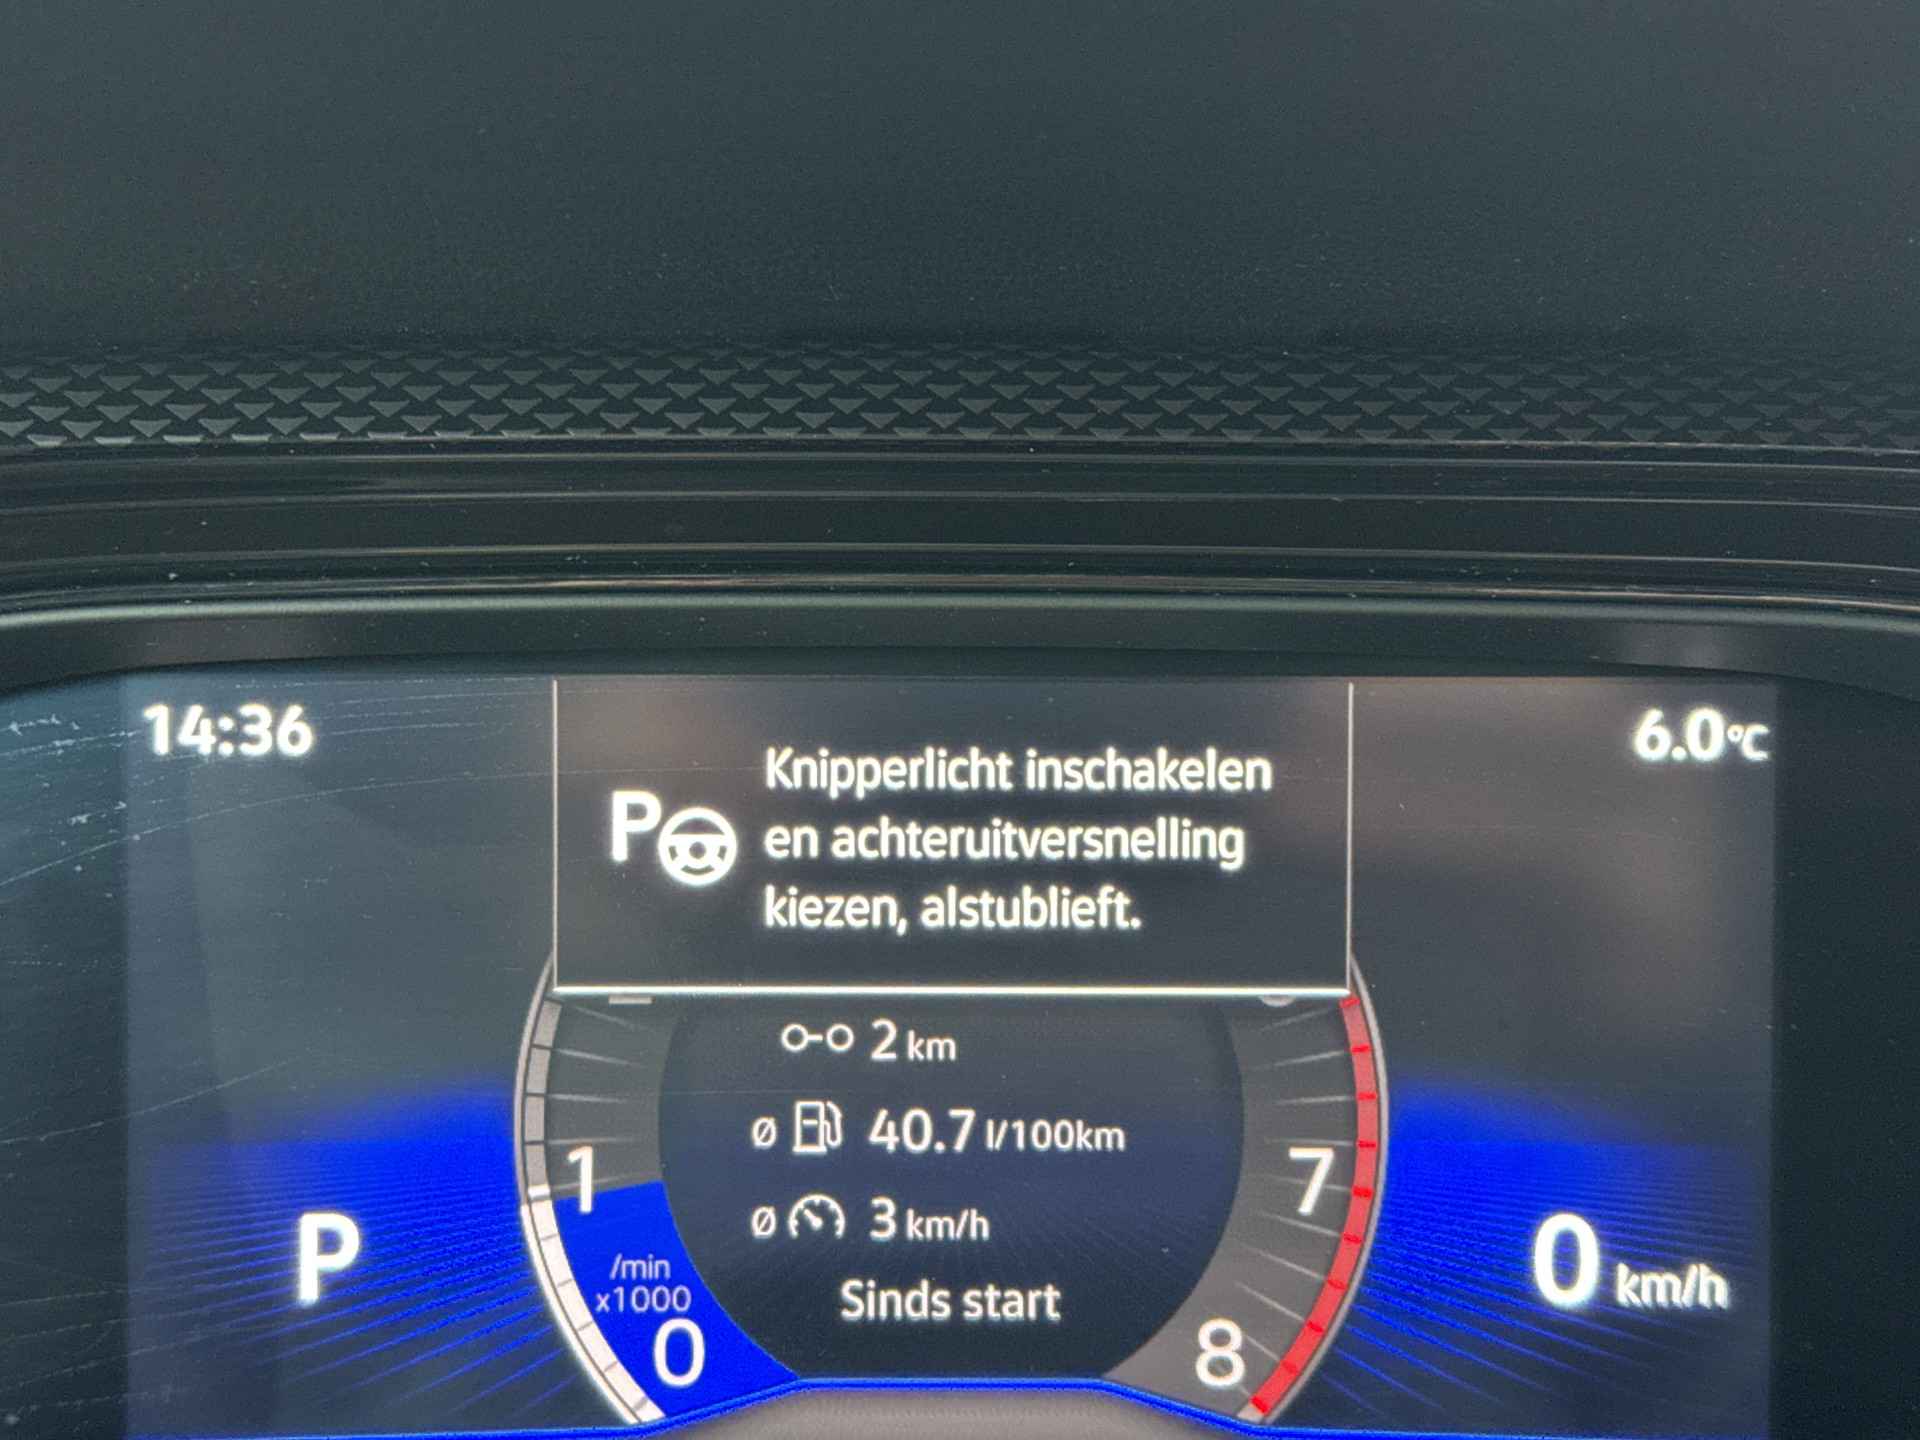 14:36
6.0°C
Knipperlicht inschakelen
P en achteruitversnelling
kiezen, alstublieft.
2 km
ø 40.7 l/100km
1
7
ø 3 km/h
P
0 km/h
/min
x1000
Sinds start
0
8